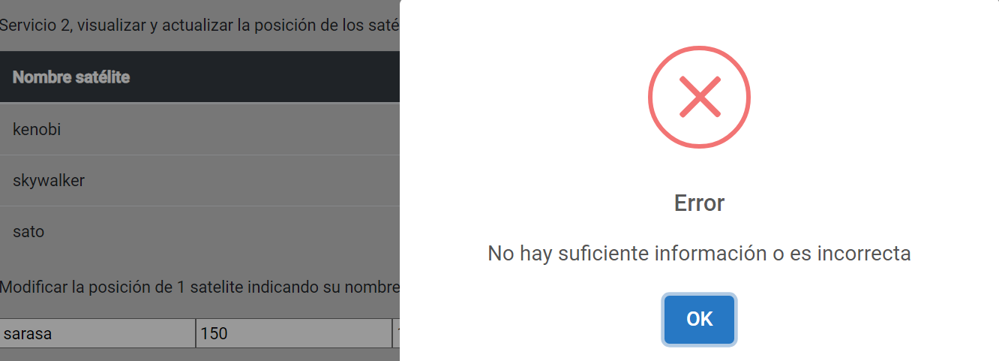 Servicio 2, visualizar y actualizar la posición de los
Nombre satélite
kenobi
skywalker
sato
Modificar la posición de 1 satelite indicando su nombre
sarasa
150
Error
No hay suficiente información o es incorrecta
OK